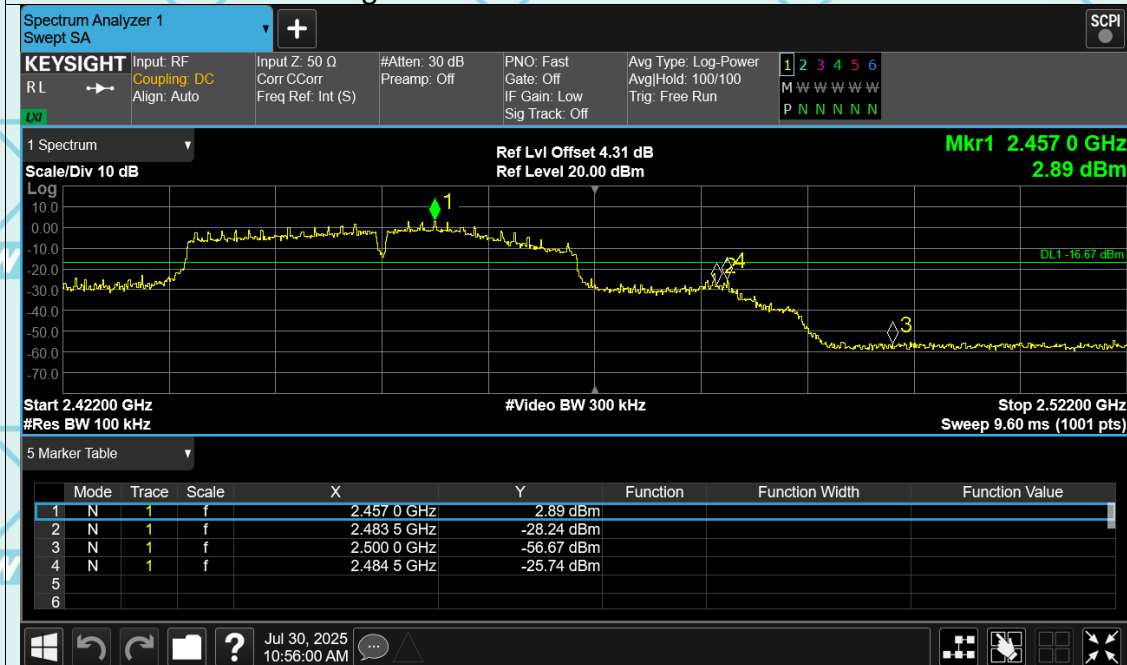 Spectrum Analyzer 1
Swept SA
+
SCPI
KEYSIGHT
RL
LXI
Input: RF
Coupling: DC
Align: Auto
Input Z: 50 Ω
Corr CCorr
Freq Ref: Int (S)
#Atten: 30 dB
Preamp: Off
PNO: Fast
Gate: Off
IF Gain: Low
Sig Track: Off
Avg Type: Log-Power
Avg|Hold: 100/100
Trig: Free Run
1 2 3 4 5 6
M W W W W W W
P N N N N N N
1 Spectrum
Scale/Div 10 dB
Ref Lvl Offset 4.31 dB
Ref Level 20.00 dBm
Mkr1 2.457 0 GHz
2.89 dBm
Log
10.0
0.00
-10.0
-20.0
-30.0
-40.0
-50.0
-60.0
-70.0
1
DL1 -16.67 dBm
2 4
3
Start 2.42200 GHz
#Res BW 100 kHz
#Video BW 300 kHz
Stop 2.52200 GHz
Sweep 9.60 ms (1001 pts)
5 Marker Table
Mode Trace Scale X Y Function Function Width Function Value
1 N 1 f 2.457 0 GHz 2.89 dBm
2 N 1 f 2.483 5 GHz -28.24 dBm
3 N 1 f 2.500 0 GHz -56.67 dBm
4 N 1 f 2.484 5 GHz -25.74 dBm
5
6
?
Jul 30, 2025
10:56:00 AM